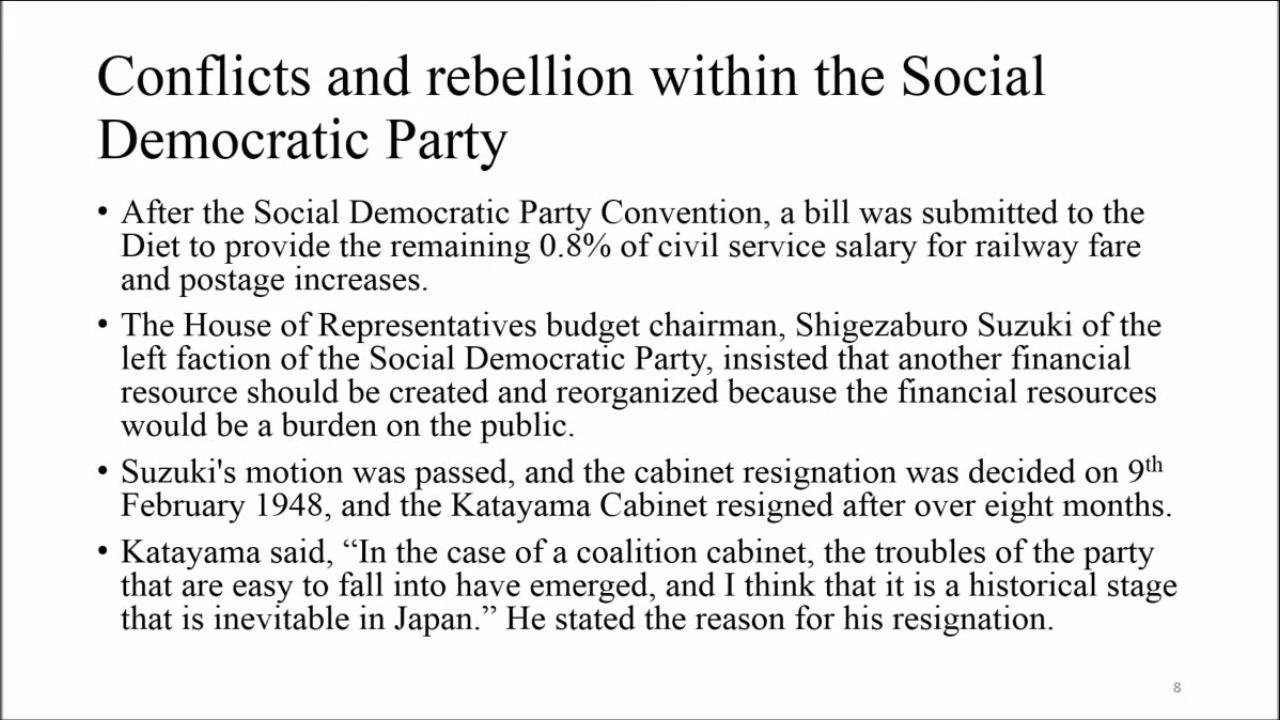 Conflicts and rebellion within the Social
Democratic Party
• After the Social Democratic Party Convention, a bill was submitted to the
Diet to provide the remaining 0.8% of civil service salary for railway fare
and postage increases.
• The House of Representatives budget chairman, Shigezaburo Suzuki of the
left faction of the Social Democratic Party, insisted that another financial
resource should be created and reorganized because the financial resources
would be a burden on the public.
• Suzuki's motion was passed, and the cabinet resignation was decided on 9th
February 1948, and the Katayama Cabinet resigned after over eight months.
• Katayama said, “In the case of a coalition cabinet, the troubles of the party
that are easy to fall into have emerged, and I think that it is a historical stage
that is inevitable in Japan.” He stated the reason for his resignation.
8